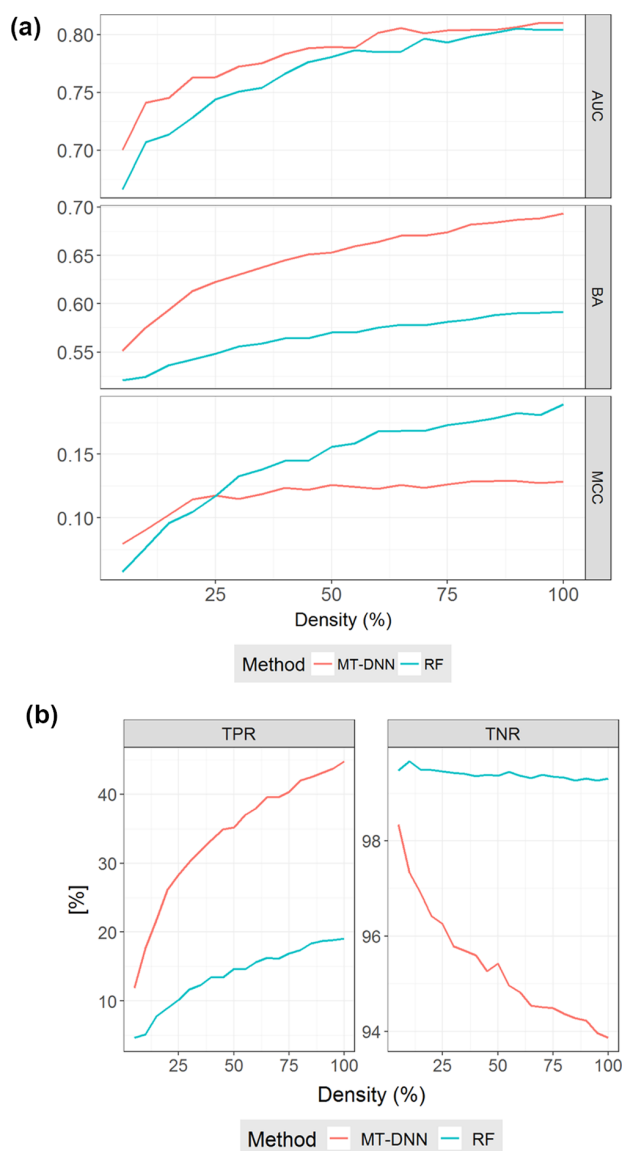 (a)
0.80
0.75
0.70
AUC
0.70
0.65
0.60
0.55
BA
0.15
0.10
MCC
25 50 75 100
Density (%)
Method MT-DNN RF
(b)
TPR TNR
40
30
20
10
[%]
98
96
94
25 50 75 100 25 50 75 100
Density (%)
Method MT-DNN RF